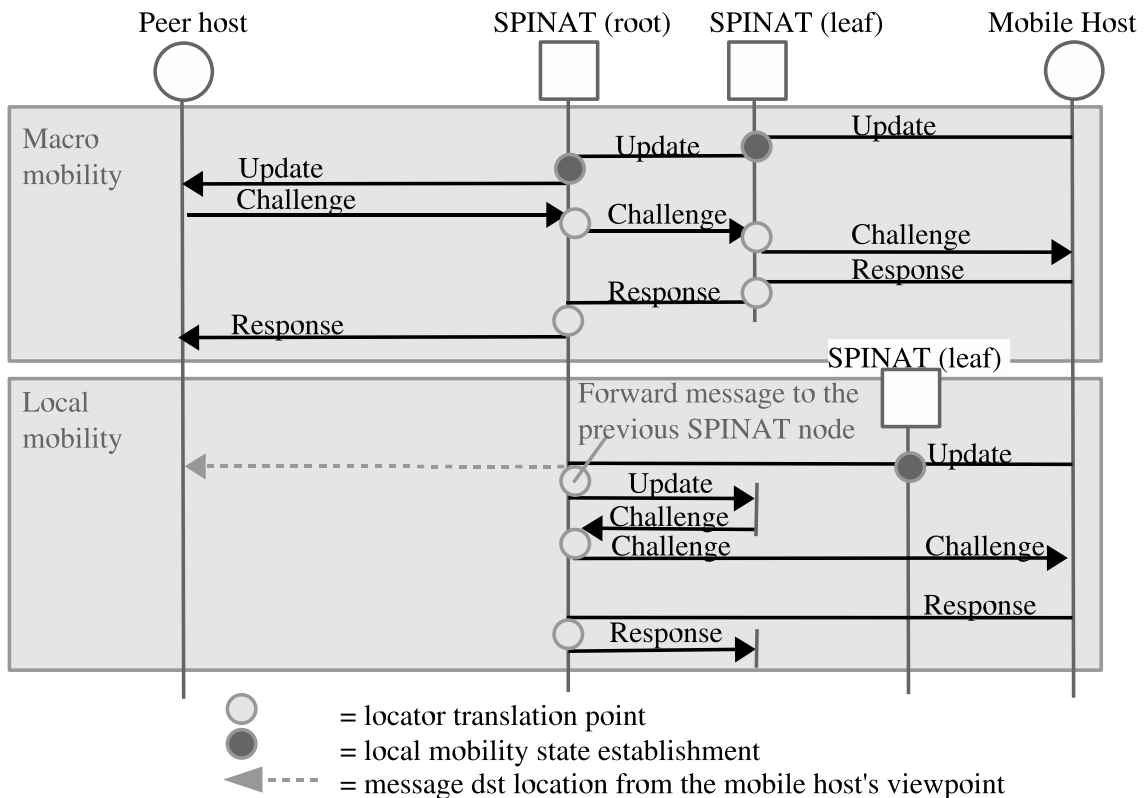 Peer host
SPINAT (root)
SPINAT (leaf)
Mobile Host
Macro
mobility
Update
Update
Update
Challenge
Challenge
Challenge
Response
Response
Response
SPINAT (leaf)
Local
mobility
Forward message to the
previous SPINAT node
Update
Update
Challenge
Challenge
Challenge
Response
Response
= locator translation point
= local mobility state establishment
= message dst location from the mobile host's viewpoint